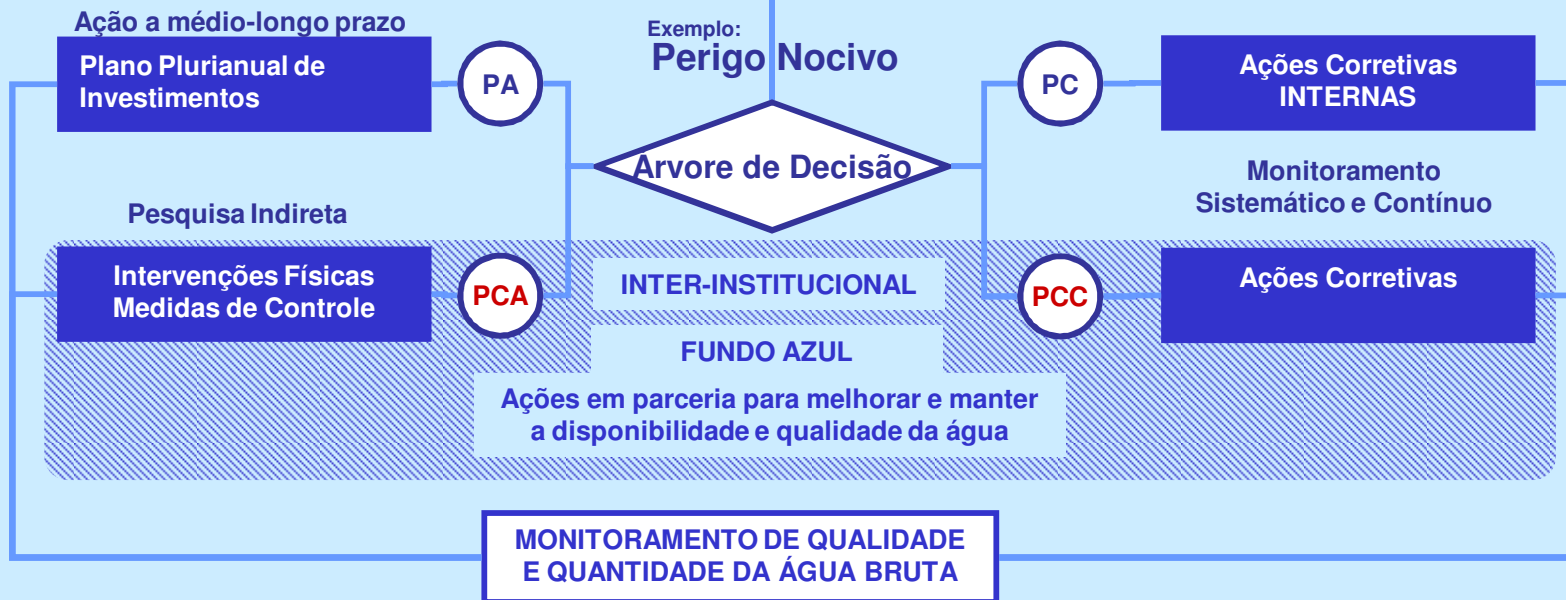 Ação a médio-longo prazo
Plano Plurianual de
Investimentos
PA
Exemplo:
Perigo Nocivo
Árvore de Decisão
PC
Ações Corretivas
INTERNAS
Monitoramento
Sistemático e Contínuo
Pesquisa Indireta
Intervenções Físicas
Medidas de Controle
PCA
INTER-INSTITUCIONAL
PCC
Ações Corretivas
FUNDO AZUL
Ações em parceria para melhorar e manter
a disponibilidade e qualidade da água
MONITORAMENTO DE QUALIDADE
E QUANTIDADE DA ÁGUA BRUTA